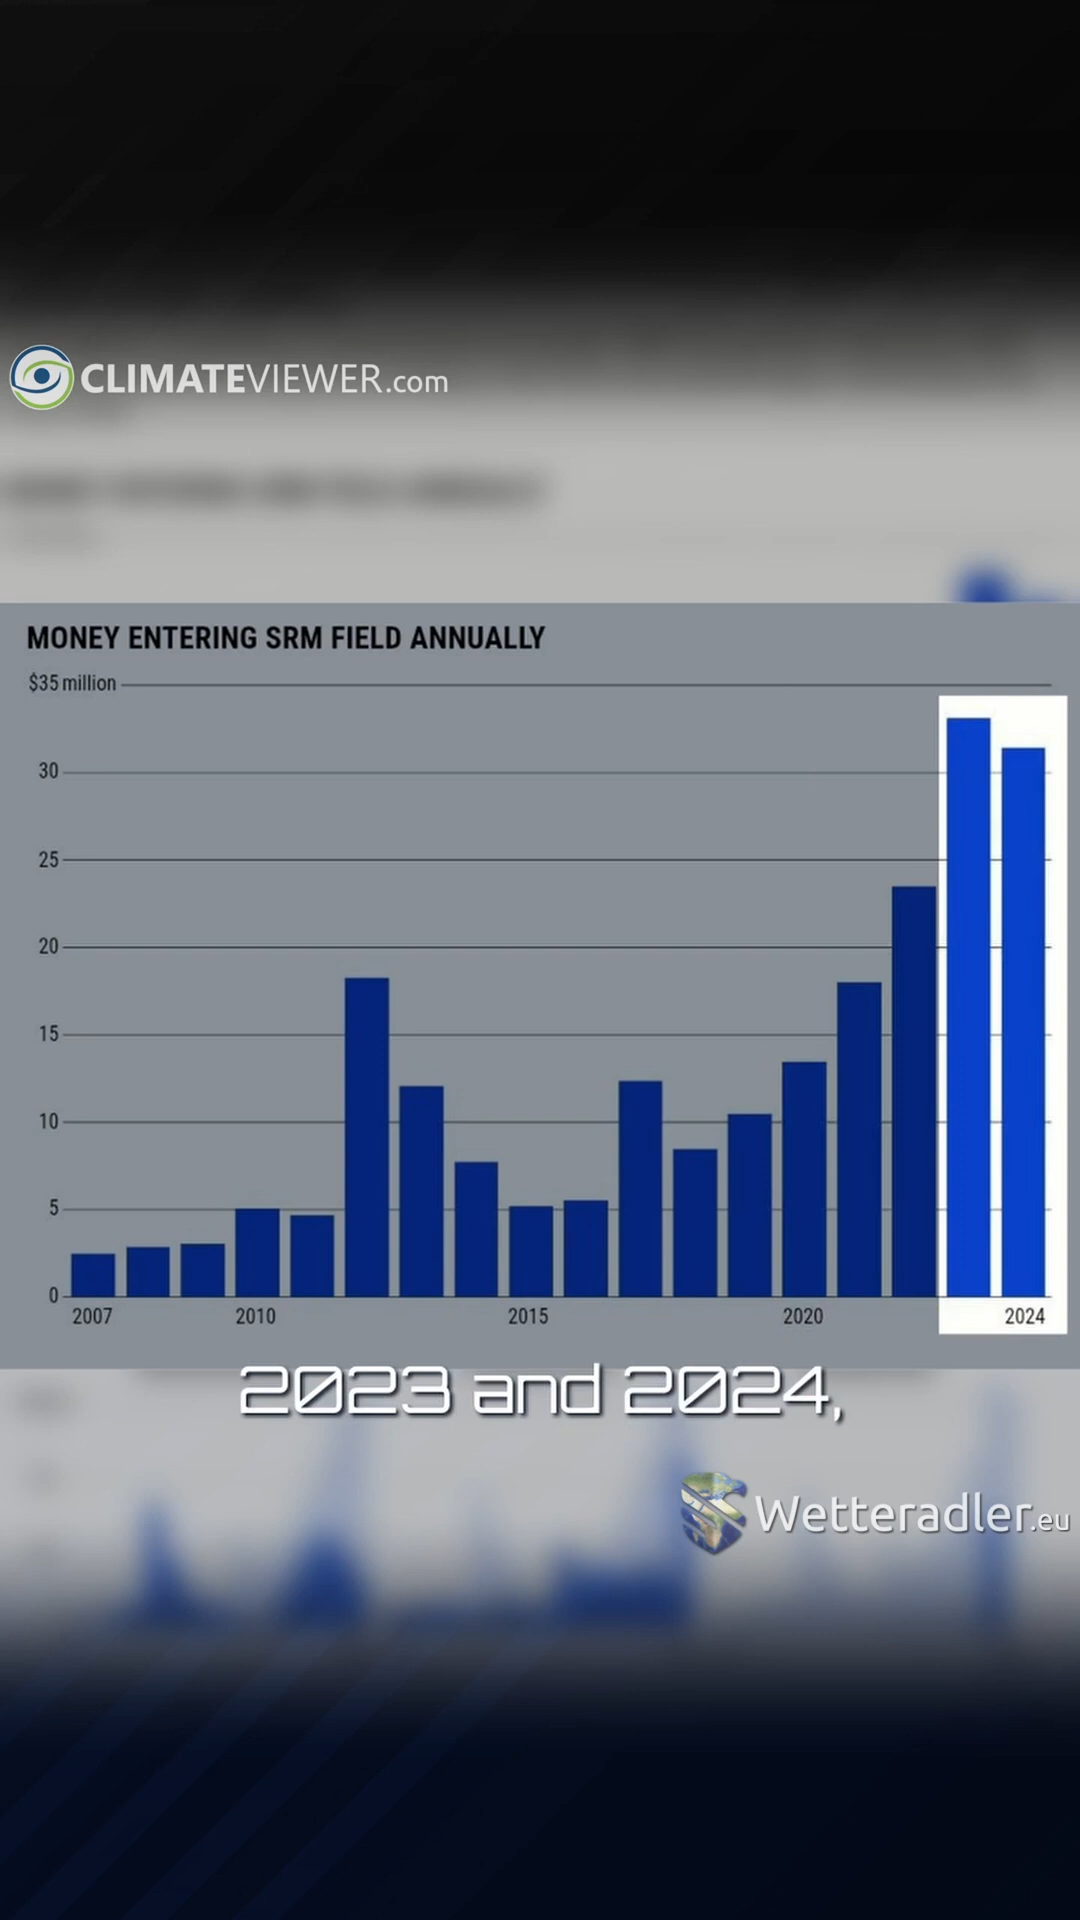 CLIMATEVIEWER.com
MONEY ENTERING SRM FIELD ANNUALLY
$35 million
30
25
20
15
10
5
0
2007 2010 2015 2020 2024
2023 and 2024,
Wetteradler.eu